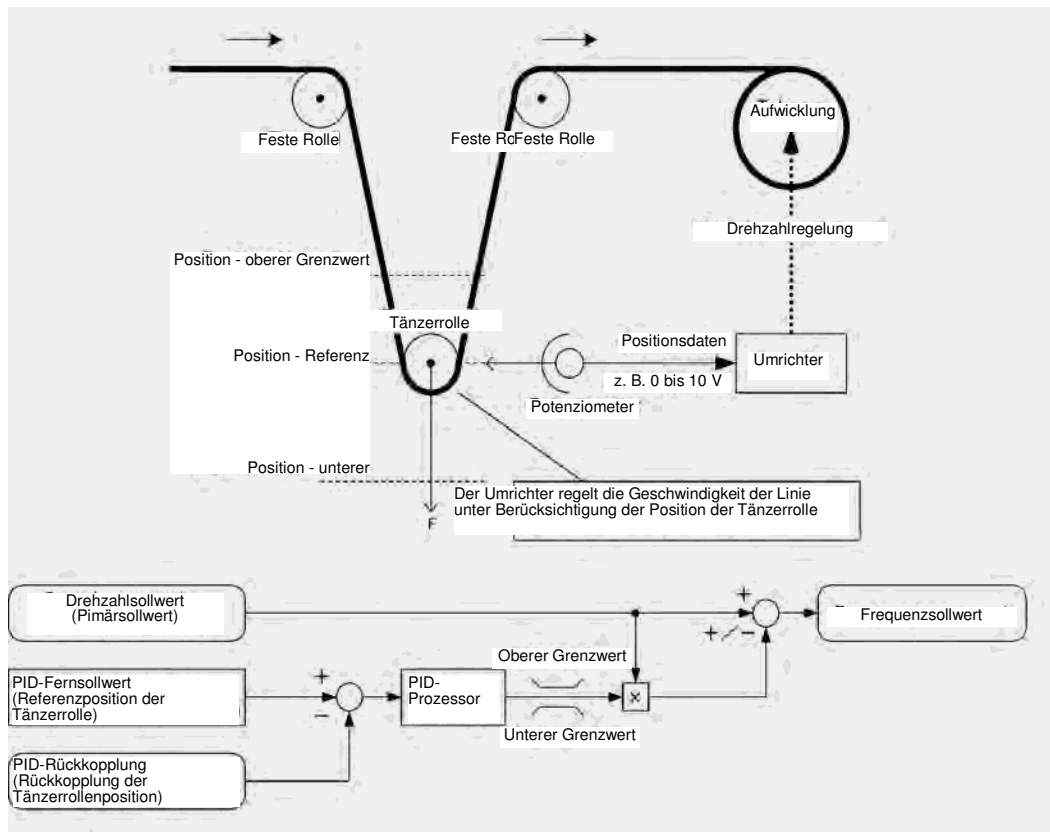 Feste Rolle
Feste Ro
Feste Rolle
Aufwicklung
Drehzahlregelung
Position - oberer Grenzwert
Tänzerrolle
Position - Referenz
Positionsdaten
z. B. 0 bis 10 V
Umrichter
Potenziometer
Position - unterer
F
Der Umrichter regelt die Geschwindigkeit der Linie
unter Berücksichtigung der Position der Tänzerrolle
Drehzahlsollwert
(Pimärsollwert)
+
+/−
Frequenzsollwert
Oberer Grenzwert
PID-Fernsollwert
(Referenzposition der
Tänzerrolle)
+
−
PID-
Prozessor
x
Unterer Grenzwert
PID-Rückkopplung
(Rückkopplung der
Tänzerrollenposition)